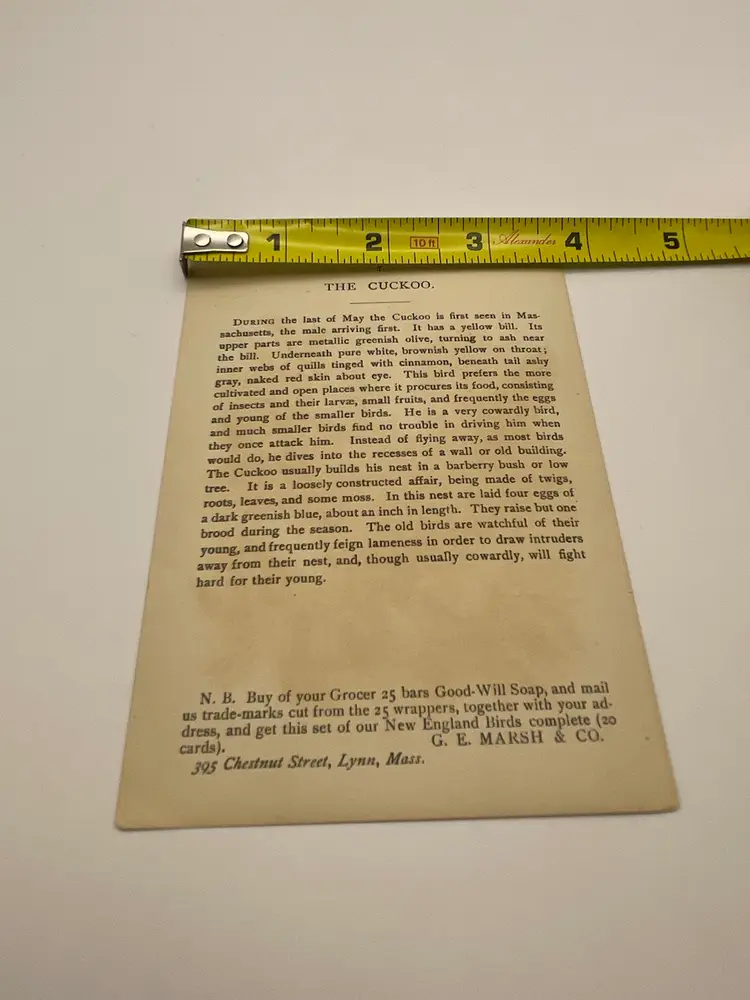 1 2 10 ft 3 Alexander 4 5
THE CUCKOO.
DURING the last of May the Cuckoo is first seen in Mas-
sachusetts, the male arriving first. It has a yellow bill. Its
upper parts are metallic greenish olive, turning to ash near
the bill. Underneath pure white, brownish yellow on throat;
inner webs of quills tinged with cinnamon, beneath tail ashy
gray, naked red skin about eye. This bird prefers the more
cultivated and open places where it procures its food, consisting
of insects and their larvæ, small fruits, and frequently the eggs
and young of the smaller birds. He is a very cowardly bird,
and much smaller birds find no trouble in driving him when
they once attack him. Instead of flying away, as most birds
would do, he dives into the recesses of a wall or old building.
The Cuckoo usually builds his nest in a barberry bush or low
tree. It is a loosely constructed affair, being made of twigs,
roots, leaves, and some moss. In this nest are laid four eggs of
a dark greenish blue, about an inch in length. They raise but one
brood during the season. The old birds are watchful of their
young, and frequently feign lameness in order to draw intruders
away from their nest, and, though usually cowardly, will fight
hard for their young.
N. B. Buy of your Grocer 25 bars Good-Will Soap, and mail
us trade-marks cut from the 25 wrappers, together with your ad-
dress, and get this set of our New England Birds complete (20
cards). G. E. MARSH & CO.
395 Chestnut Street, Lynn, Mass.